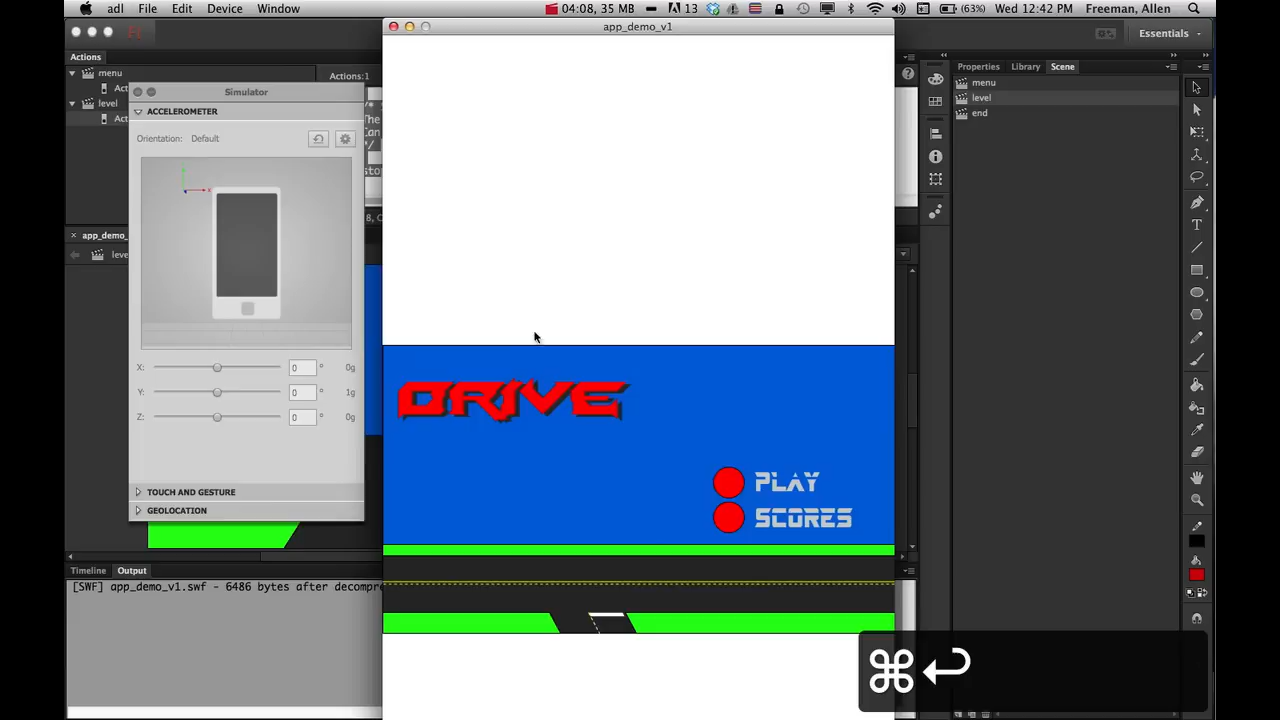 adl File Edit Device Window 04:08, 35 MB 13 (63%) Wed 12:42 PM Freeman, Allen
app_demo_v1
Essentials
Actions
Properties Library Scene
menu
Actions:1
menu
Simulator
level
level
ACCELEROMETER
end
Orientation: Default
8, C
app_demo_
X: 0 ° 0g
Y: 0 ° 1g
Z: 0 ° 0g
DRIVE
PLAY
TOUCH AND GESTURE
SCORES
GEOLOCATION
Timeline Output
[SWF] app_demo_v1.swf - 6486 bytes after decompre
⌘↩